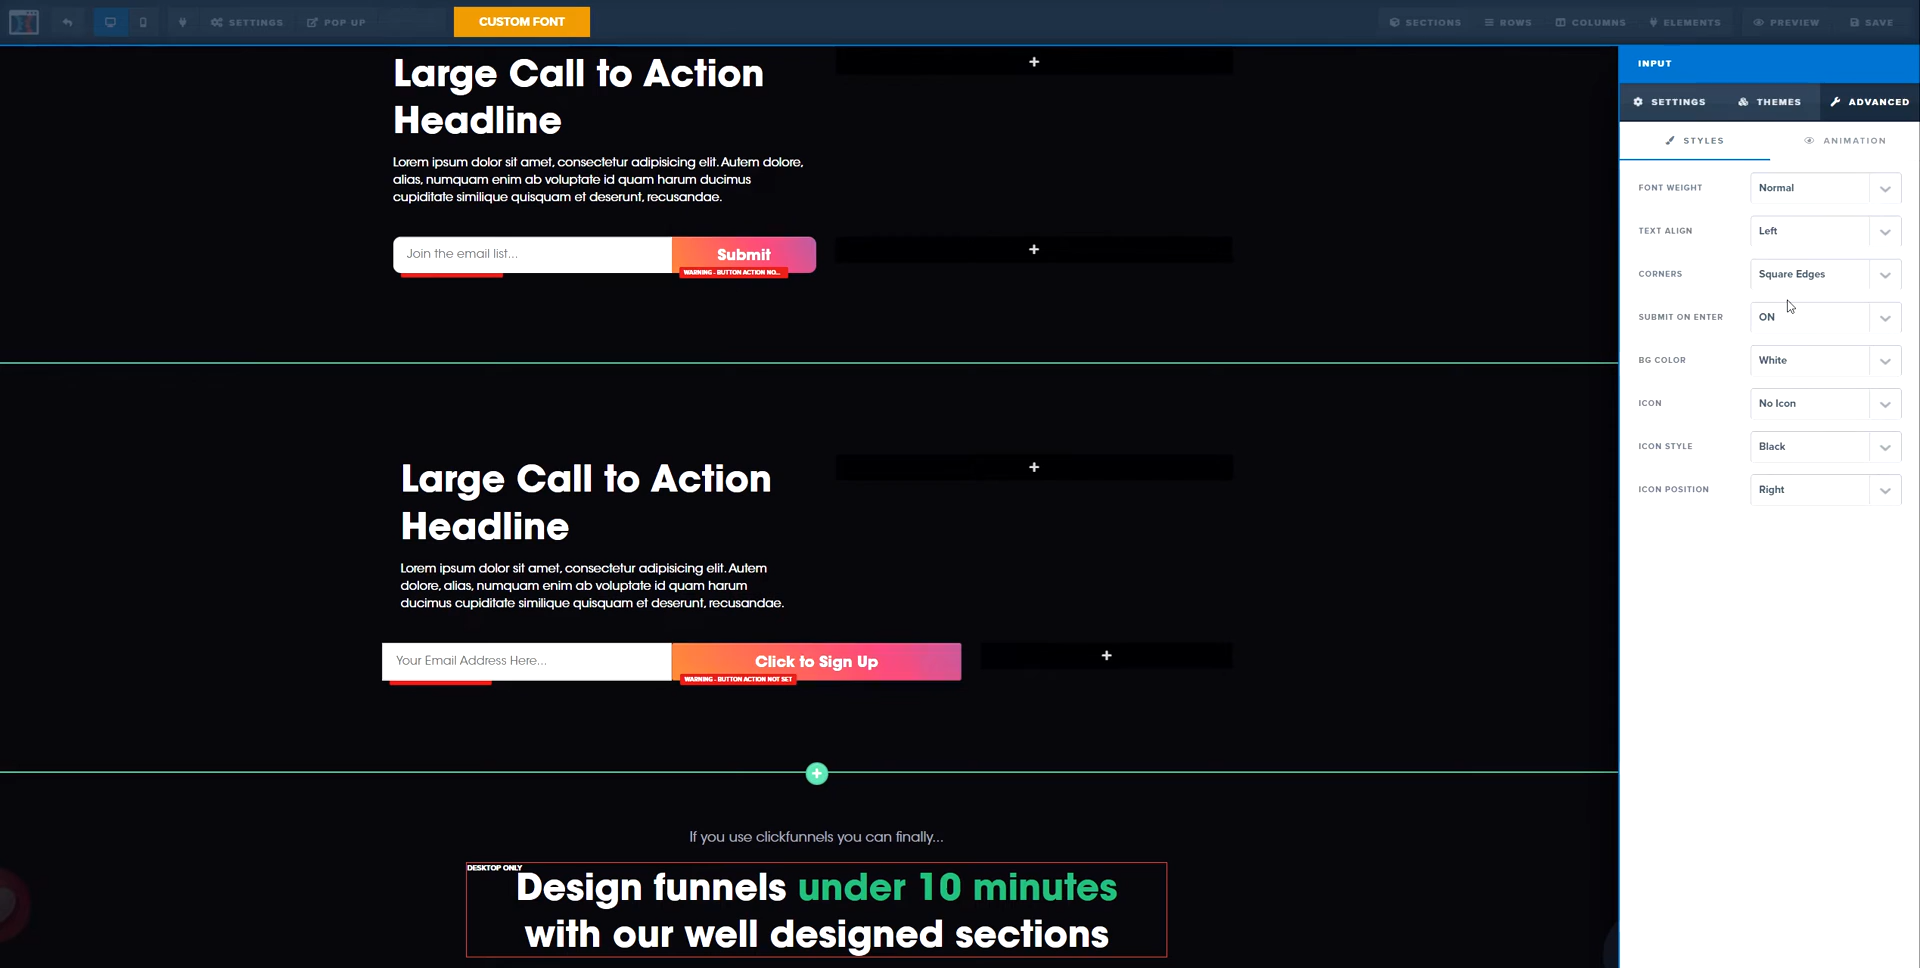 SETTINGS
POP UP
CUSTOM FONT
SECTIONS
ROWS
COLUMNS
ELEMENTS
PREVIEW
SAVE
Large Call to Action
Headline
Lorem ipsum dolor sit amet, consectetur adipisicing elit. Autem dolore,
alias, numquam enim ab voluptate id quam harum ducimus
cupiditate similique quisquam et deserunt, recusandae.
Join the email list...
Submit
WARNING - BUTTON ACTION NO...
Large Call to Action
Headline
Lorem ipsum dolor sit amet, consectetur adipisicing elit. Autem
dolore, alias, numquam enim ab voluptate id quam harum
ducimus cupiditate similique quisquam et deserunt, recusandae.
Your Email Address Here...
Click to Sign Up
WARNING - BUTTON ACTION NOT SET
If you use clickfunnels you can finally...
DESKTOP ONLY
Design funnels under 10 minutes
with our well designed sections
INPUT
SETTINGS
THEMES
ADVANCED
STYLES
ANIMATION
FONT WEIGHT
Normal
TEXT ALIGN
Left
CORNERS
Square Edges
SUBMIT ON ENTER
ON
BG COLOR
White
ICON
No Icon
ICON STYLE
Black
ICON POSITION
Right